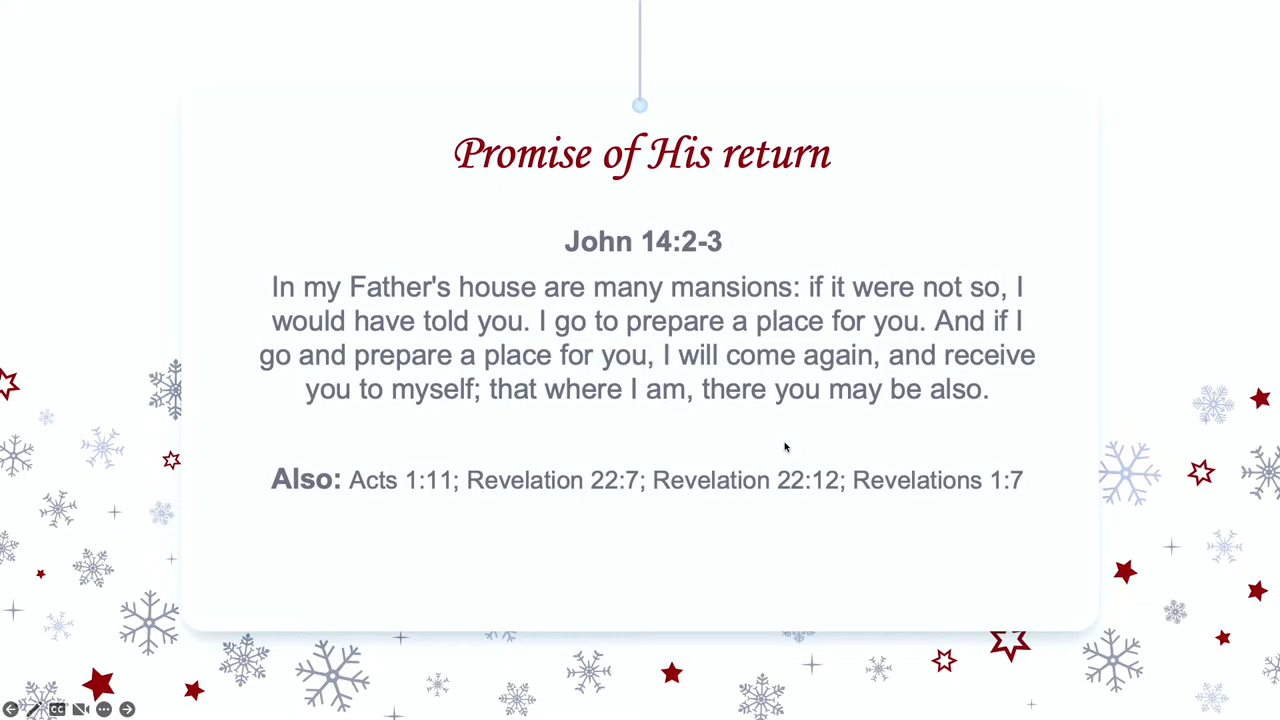 Promise of His return
John 14:2-3
In my Father's house are many mansions: if it were not so, I
would have told you. I go to prepare a place for you. And if I
go and prepare a place for you, I will come again, and receive
you to myself; that where I am, there you may be also.
Also: Acts 1:11; Revelation 22:7; Revelation 22:12; Revelations 1:7
CC